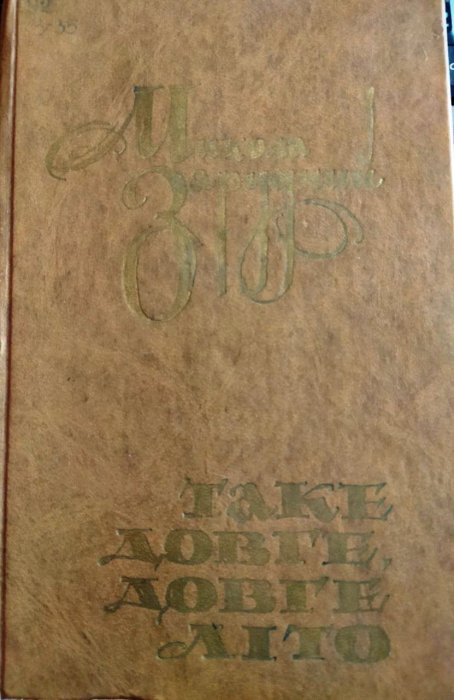 Микола
Зарудний
ТАКЕ
ДОВГЕ,
ДОВГЕ
ЛІТО